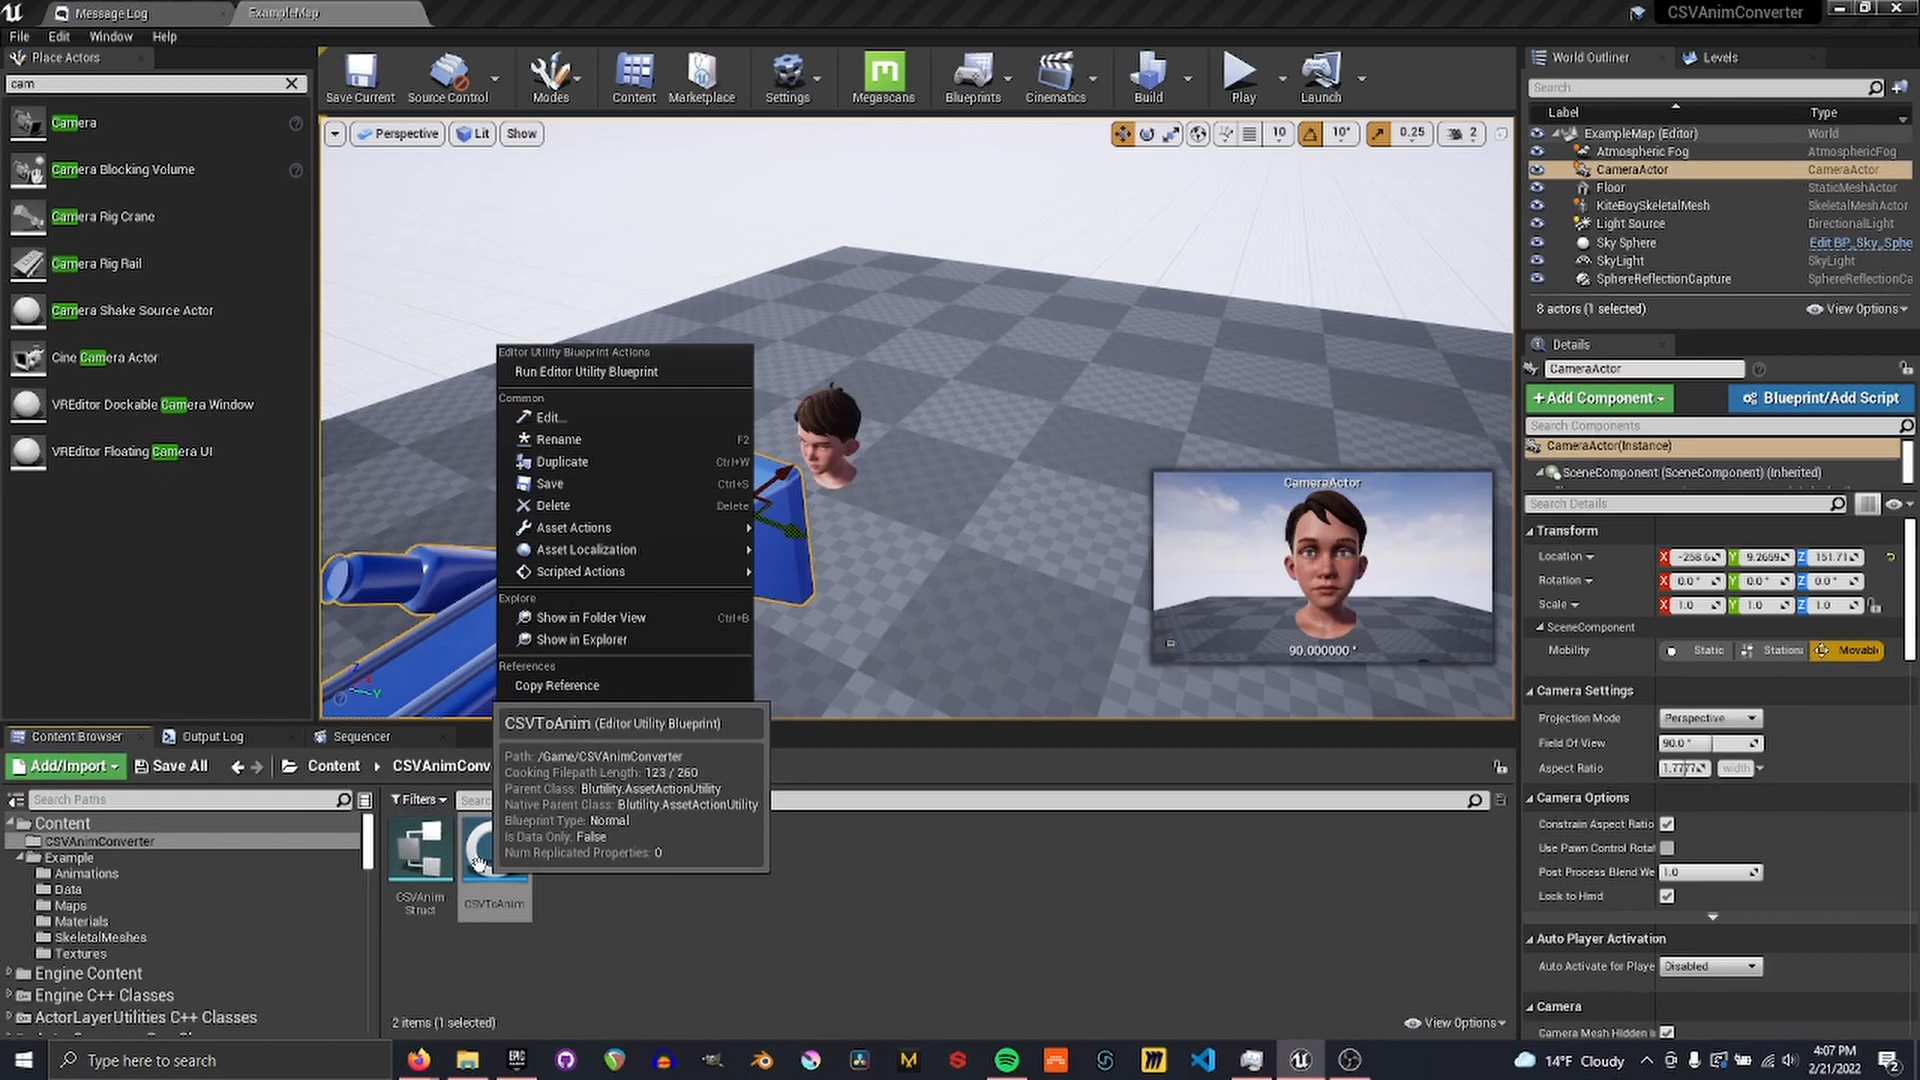 Message Log
ExampleMap
CSVAnimConverter
File Edit Window Help
Place Actors
cam
Camera
Camera Blocking Volume
Camera Rig Crane
Camera Rig Rail
Camera Shake Source Actor
Cine Camera Actor
VREditor Dockable Camera Window
VREditor Floating Camera UI
Save Current Source Control Modes Content Marketplace Settings Megascans Blueprints Cinematics Build Play Launch
Perspective Lit Show
10 10° 0.25 2
Editor Utility Blueprint Actions
Run Editor Utility Blueprint
Common
Edit...
Rename F2
Duplicate Ctrl+W
Save Ctrl+S
Delete Delete
Asset Actions
Asset Localization
Scripted Actions
Explore
Show in Folder View Ctrl+B
Show in Explorer
References
Copy Reference
CSVToAnim (Editor Utility Blueprint)
Path: /Game/CSVAnimConverter
Cooking Filepath Length: 123 / 260
Parent Class: Blutility.AssetActionUtility
Native Parent Class: Blutility.AssetActionUtility
Blueprint Type: Normal
Is Data Only: False
Num Replicated Properties: 0
CameraActor
90.000000 °
World Outliner Levels
Search...
Label Type
ExampleMap (Editor) World
Atmospheric Fog AtmosphericFog
CameraActor CameraActor
Floor StaticMeshActor
KiteBoySkeletalMesh SkeletalMeshActor
Light Source DirectionalLight
Sky Sphere Edit BP_Sky_Sphe
SkyLight SkyLight
SphereReflectionCapture SphereReflectionCa
8 actors (1 selected) View Options
Details
CameraActor
+Add Component Blueprint/Add Script
Search Components
CameraActor(Instance)
SceneComponent (SceneComponent) (Inherited)
Search Details
Transform
Location X -258.6 Y 9.2659 Z 151.71
Rotation X 0.0° Y 0.0° Z 0.0°
Scale X 1.0 Y 1.0 Z 1.0
SceneComponent
Mobility Static Stationa Movabl
Camera Settings
Projection Mode Perspective
Field Of View 90.0°
Aspect Ratio 1.7777 width
Camera Options
Constrain Aspect Ratio
Use Pawn Control Rotat
Post Process Blend We 1.0
Lock to Hmd
Auto Player Activation
Auto Activate for Playe Disabled
Camera
Camera Mesh Hidden In
Content Browser Output Log Sequencer
Add/Import Save All Content CSVAnimConv
Search Paths
Filters Searc
Content
CSVAnimConverter
Example
Animations
Data
Maps
Materials
SkeletalMeshes
Textures
Engine Content
Engine C++ Classes
ActorLayerUtilities C++ Classes
CSVAnim
Struct
CSVToAnim
2 items (1 selected) View Options
Type here to search
14°F Cloudy
4:07 PM
2/21/2022
2